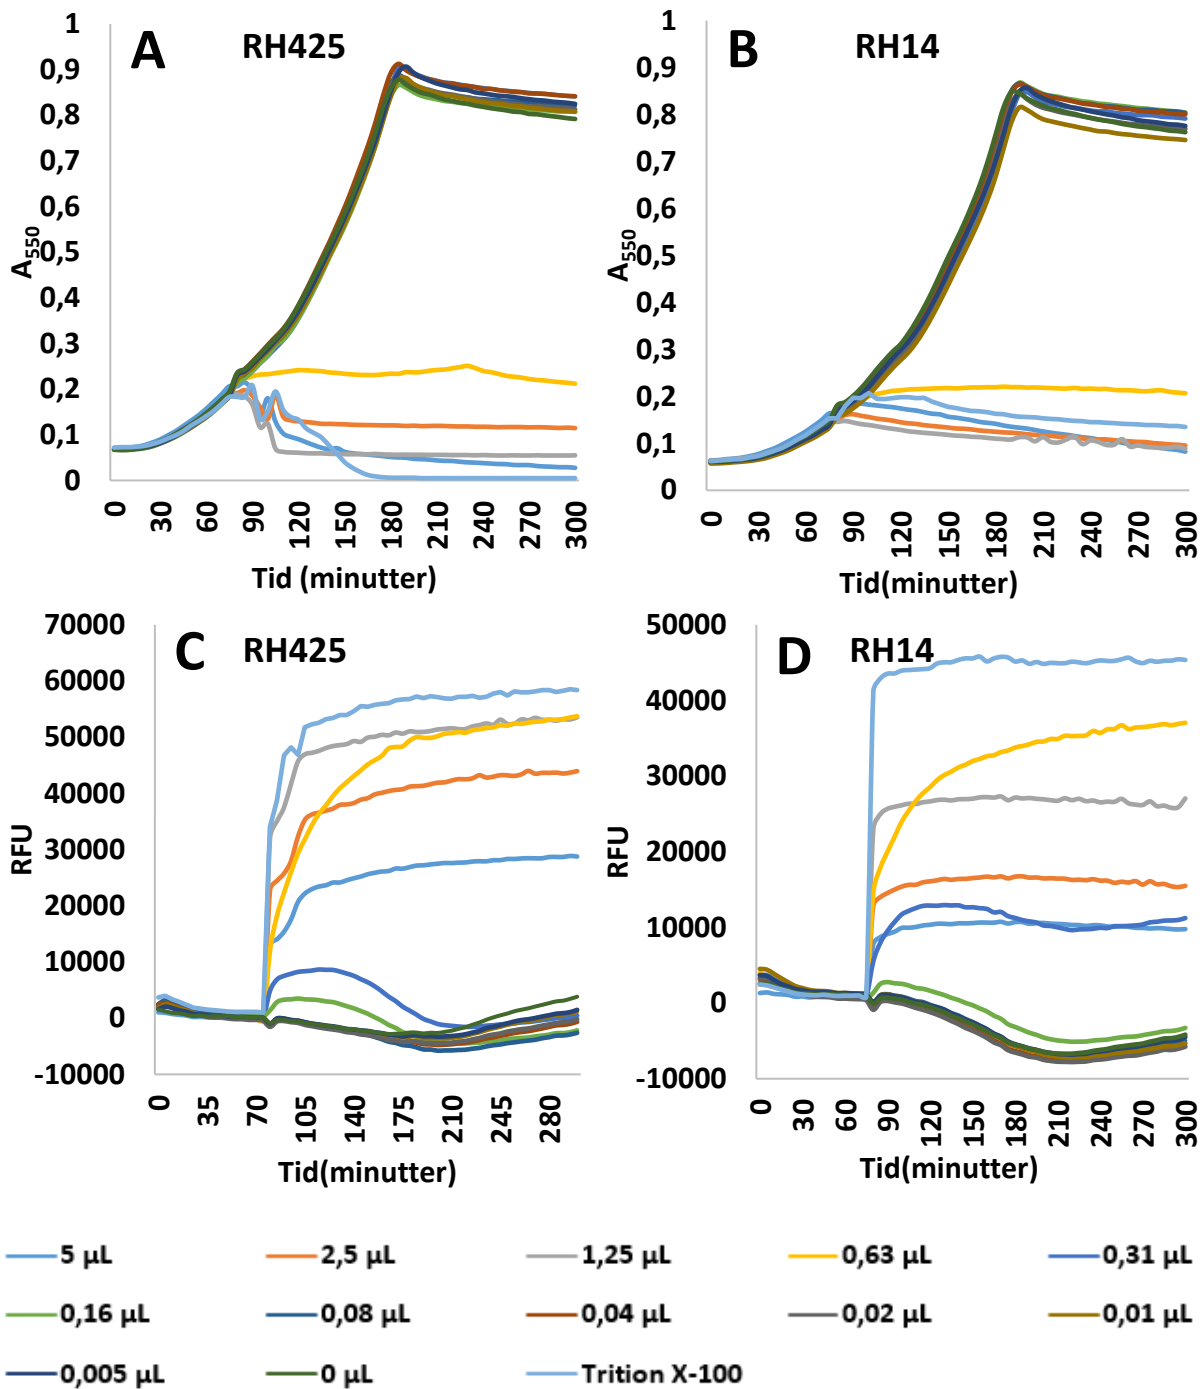 A RH425
1
0,9
0,8
0,7
0,6
0,5
0,4
0,3
0,2
0,1
0
A550
0 30 60 90 120 150 180 210 240 270 300
Tid (minutter)
B RH14
1
0,9
0,8
0,7
0,6
0,5
0,4
0,3
0,2
0,1
0
A550
0 30 60 90 120 150 180 210 240 270 300
Tid(minutter)
C RH425
70000
60000
50000
40000
30000
20000
10000
0
-10000
RFU
0 35 70 105 140 175 210 245 280
Tid(minutter)
D RH14
50000
40000
30000
20000
10000
0
-10000
RFU
0 30 60 90 120 150 180 210 240 270 300
Tid(minutter)
5 µL 2,5 µL 1,25 µL 0,63 µL 0,31 µL
0,16 µL 0,08 µL 0,04 µL 0,02 µL 0,01 µL
0,005 µL 0 µL Trition X-100